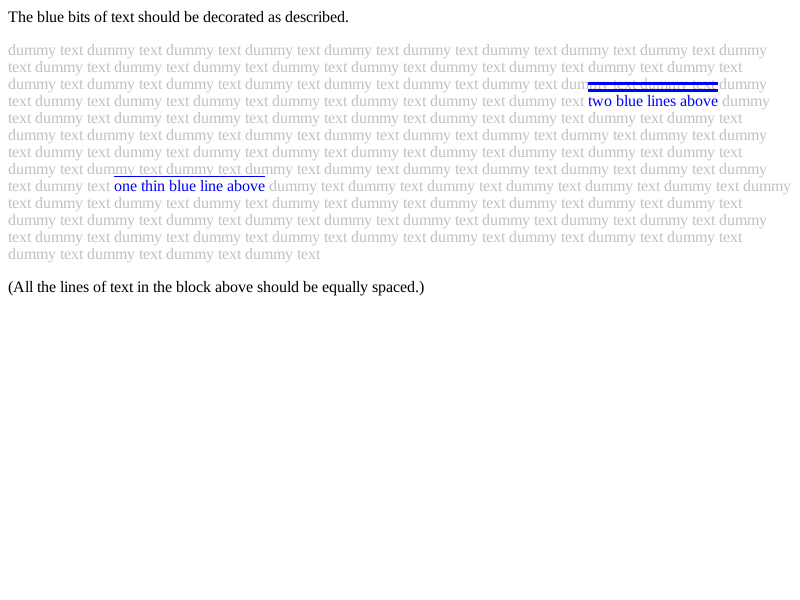 The blue bits of text should be decorated as described.
dummy text dummy text dummy text dummy text dummy text dummy text dummy text dummy text dummy text dummy
text dummy text dummy text dummy text dummy text dummy text dummy text dummy text dummy text dummy text
dummy text dummy text dummy text dummy text dummy text dummy text dummy text dummy text dummy text dummy
text dummy text dummy text dummy text dummy text dummy text dummy text dummy text two blue lines above dummy
text dummy text dummy text dummy text dummy text dummy text dummy text dummy text dummy text dummy text
dummy text dummy text dummy text dummy text dummy text dummy text dummy text dummy text dummy text dummy
text dummy text dummy text dummy text dummy text dummy text dummy text dummy text dummy text dummy text
dummy text dummy text dummy text dummy text dummy text dummy text dummy text dummy text dummy text dummy
text dummy text one thin blue line above dummy text dummy text dummy text dummy text dummy text dummy text dummy
text dummy text dummy text dummy text dummy text dummy text dummy text dummy text dummy text dummy text
dummy text dummy text dummy text dummy text dummy text dummy text dummy text dummy text dummy text dummy
text dummy text dummy text dummy text dummy text dummy text dummy text dummy text dummy text dummy text
dummy text dummy text dummy text dummy text
(All the lines of text in the block above should be equally spaced.)